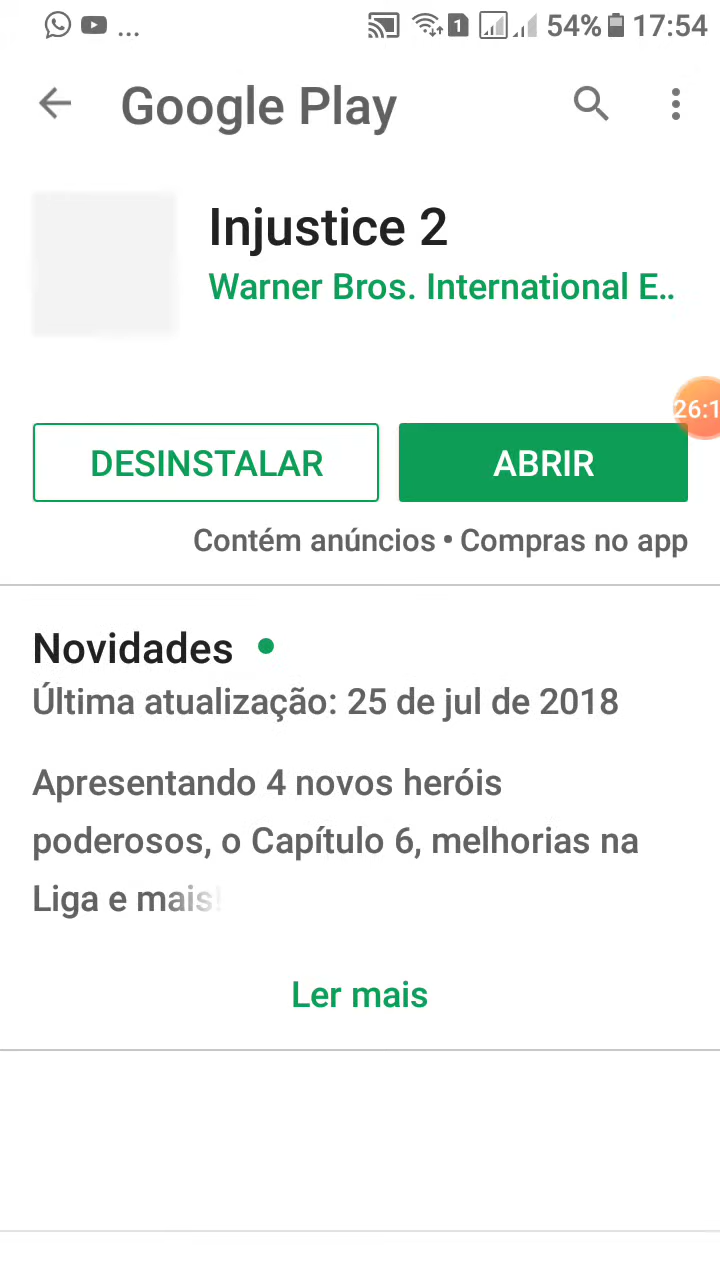 ... 1 54% 17:54
Google Play
Injustice 2
Warner Bros. International E..
26:1
DESINSTALAR ABRIR
Contém anúncios • Compras no app
Novidades
Última atualização: 25 de jul de 2018
Apresentando 4 novos heróis
poderosos, o Capítulo 6, melhorias na
Liga e mais!
Ler mais